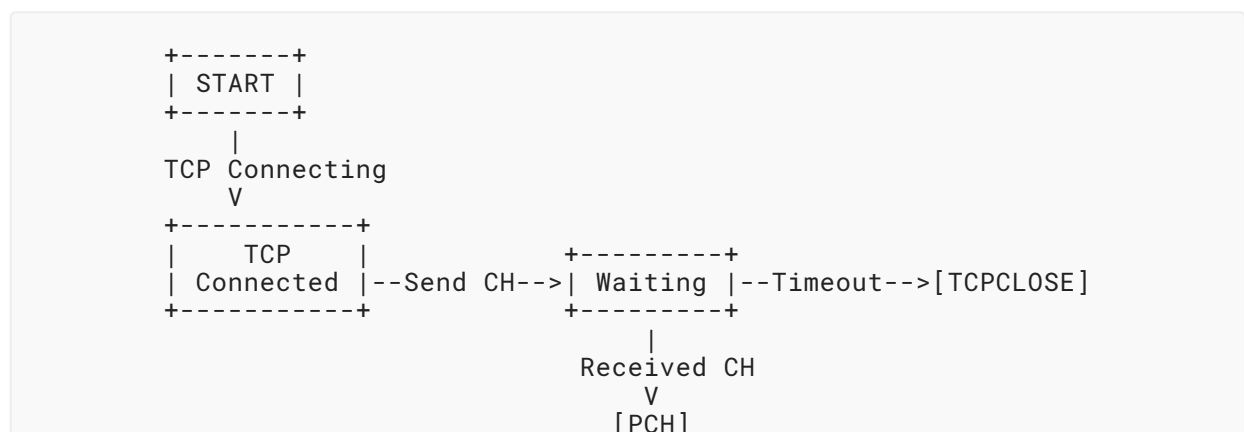 +-------+
| START |
+-------+
|
TCP Connecting
V
+-----------+
|    TCP    |                 +---------+
| Connected |--Send CH-->| Waiting |--Timeout-->[TCPCLOSE]
+-----------+                 +---------+
|
Received CH
V
[PCH]